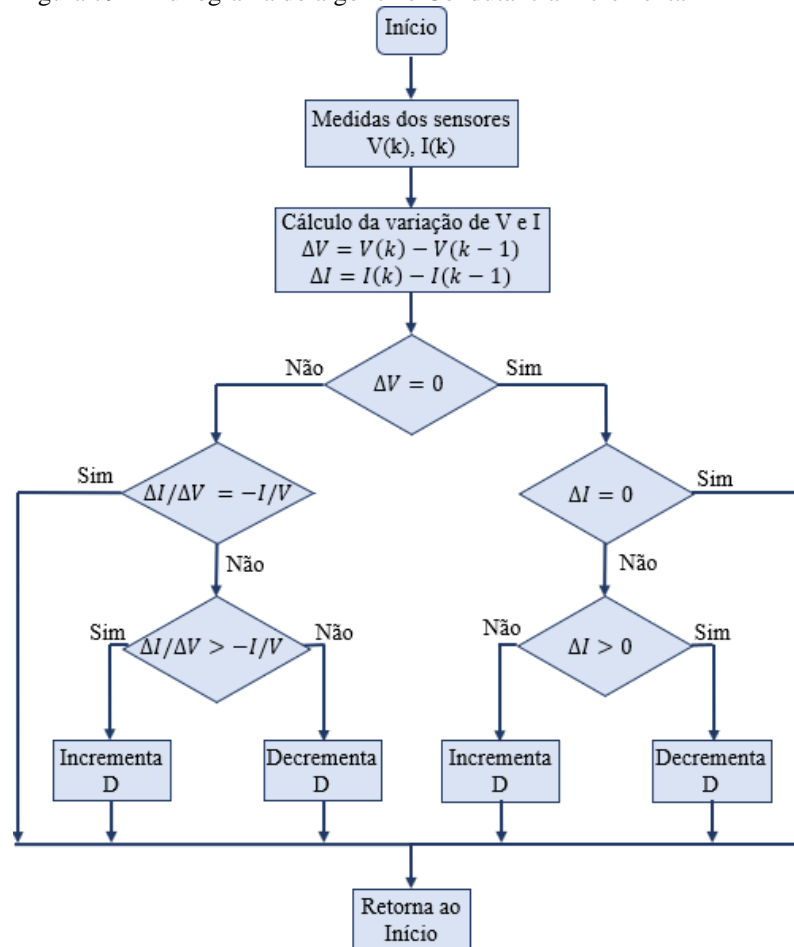 Início
Medidas dos sensores
V(k), I(k)
Cálculo da variação de V e I
ΔV = V(k) − V(k − 1)
ΔI = I(k) − I(k − 1)
Não
ΔV = 0
Sim
Sim
ΔI/ΔV = −I/V
ΔI = 0
Sim
Não
Não
Sim
ΔI/ΔV > −I/V
Não
Não
ΔI > 0
Sim
Incrementa
D
Decrementa
D
Incrementa
D
Decrementa
D
Retorna ao
Início